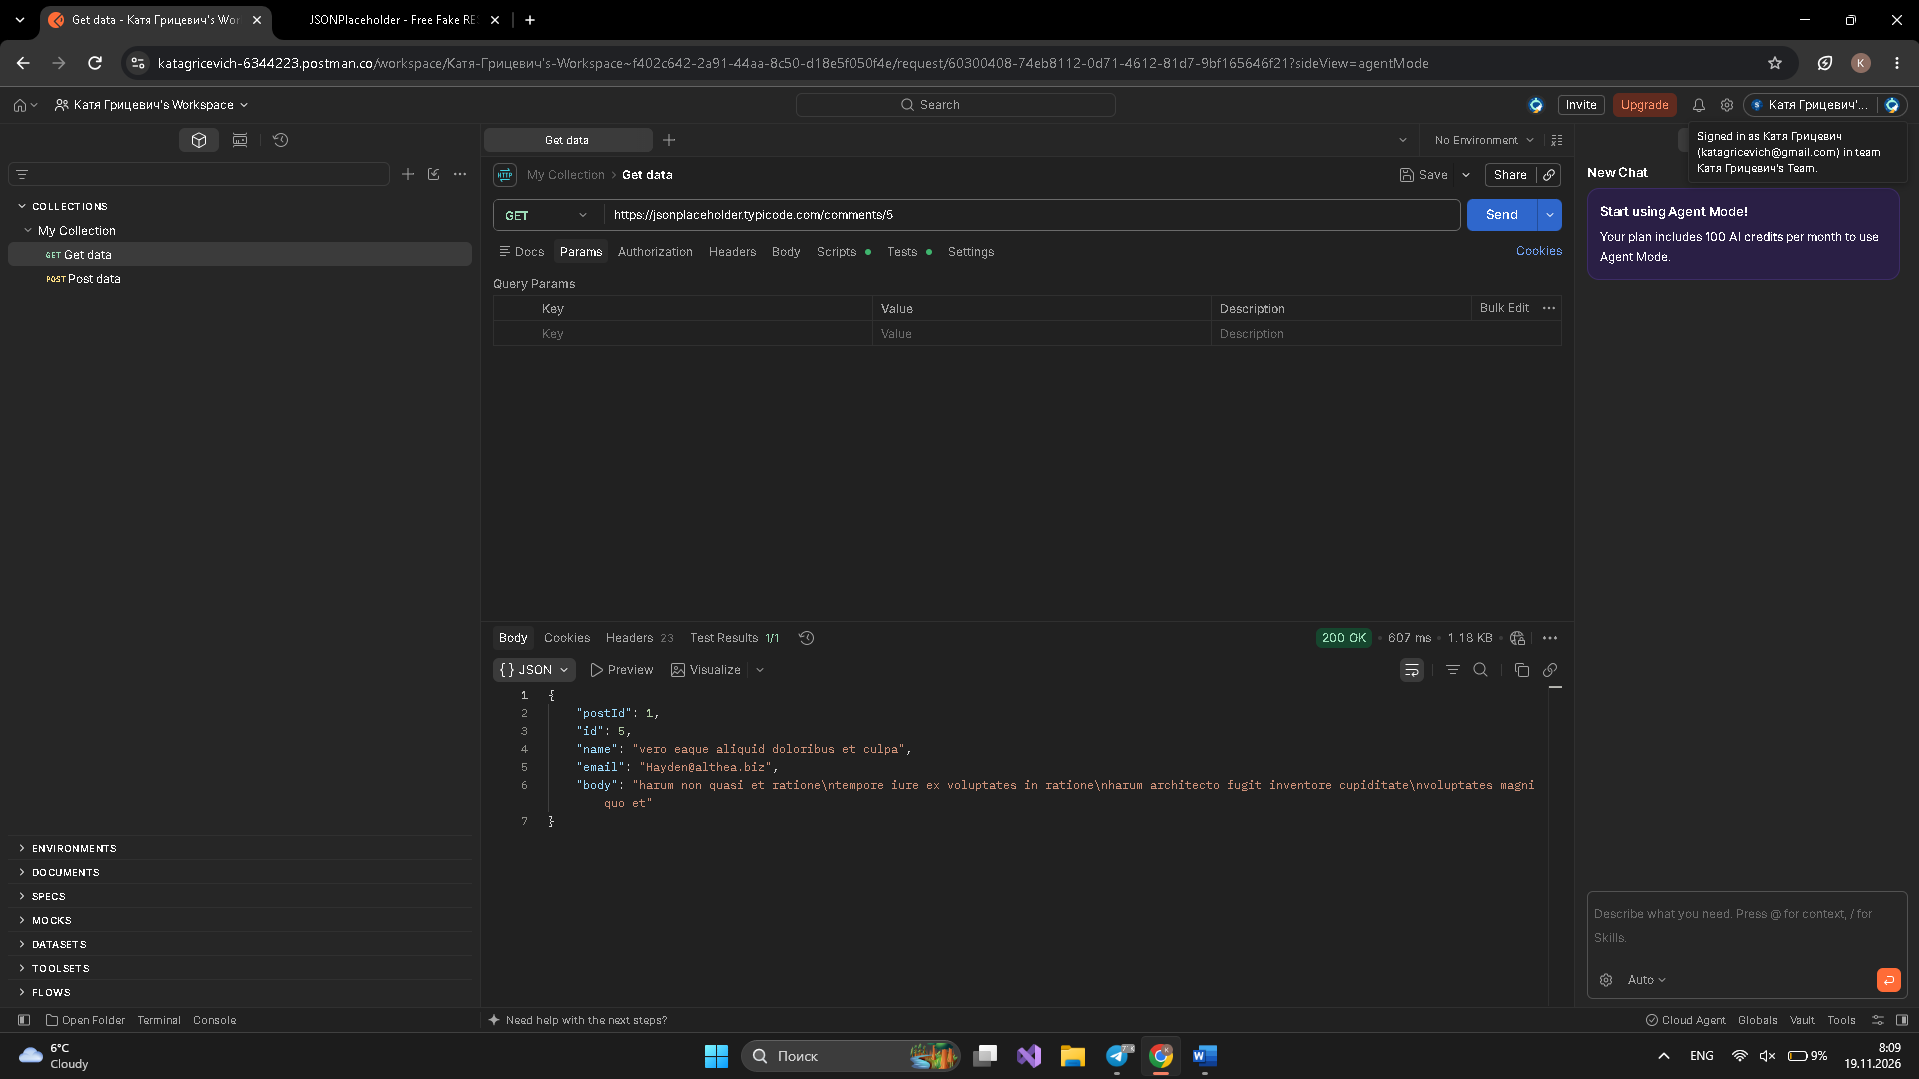 Get data - Катя Грицевич's Wor
JSONPlaceholder - Free Fake RE
katagricevich-6344223.postman.co/workspace/Катя-Грицевич's-Workspace~f402c642-2a91-44aa-8c50-d18e5f050f4e/request/60300408-74eb8112-0d71-4612-81d7-9bf165646f21?sideView=agentMode
K
Катя Грицевич's Workspace
Search
Invite
Upgrade
Катя Грицевич'...
Signed in as Катя Грицевич
(katagricevich@gmail.com) in team
Катя Грицевич's Team.
Get data
No Environment
HTTP
My Collection > Get data
Save
Share
New Chat
Start using Agent Mode!
Your plan includes 100 AI credits per month to use
Agent Mode.
COLLECTIONS
My Collection
GET Get data
POST Post data
GET
https://jsonplaceholder.typicode.com/comments/5
Send
Docs Params Authorization Headers Body Scripts Tests Settings
Cookies
Query Params
Key Value Description Bulk Edit
Key Value Description
Body Cookies Headers 23 Test Results 1/1
200 OK • 607 ms • 1.18 KB
{} JSON Preview Visualize
1 {
2 "postId": 1,
3 "id": 5,
4 "name": "vero eaque aliquid doloribus et culpa",
5 "email": "Hayden@althea.biz",
6 "body": "harum non quasi et ratione\ntempore iure ex voluptates in ratione\nharum architecto fugit inventore cupiditate\nvoluptates magni
quo et"
7 }
ENVIRONMENTS
DOCUMENTS
SPECS
MOCKS
DATASETS
TOOLSETS
FLOWS
Describe what you need. Press @ for context, / for
Skills.
Auto
Open Folder Terminal Console
Need help with the next steps?
Cloud Agent Globals Vault Tools
6°C
Cloudy
Поиск
ENG
9%
8:09
19.11.2026